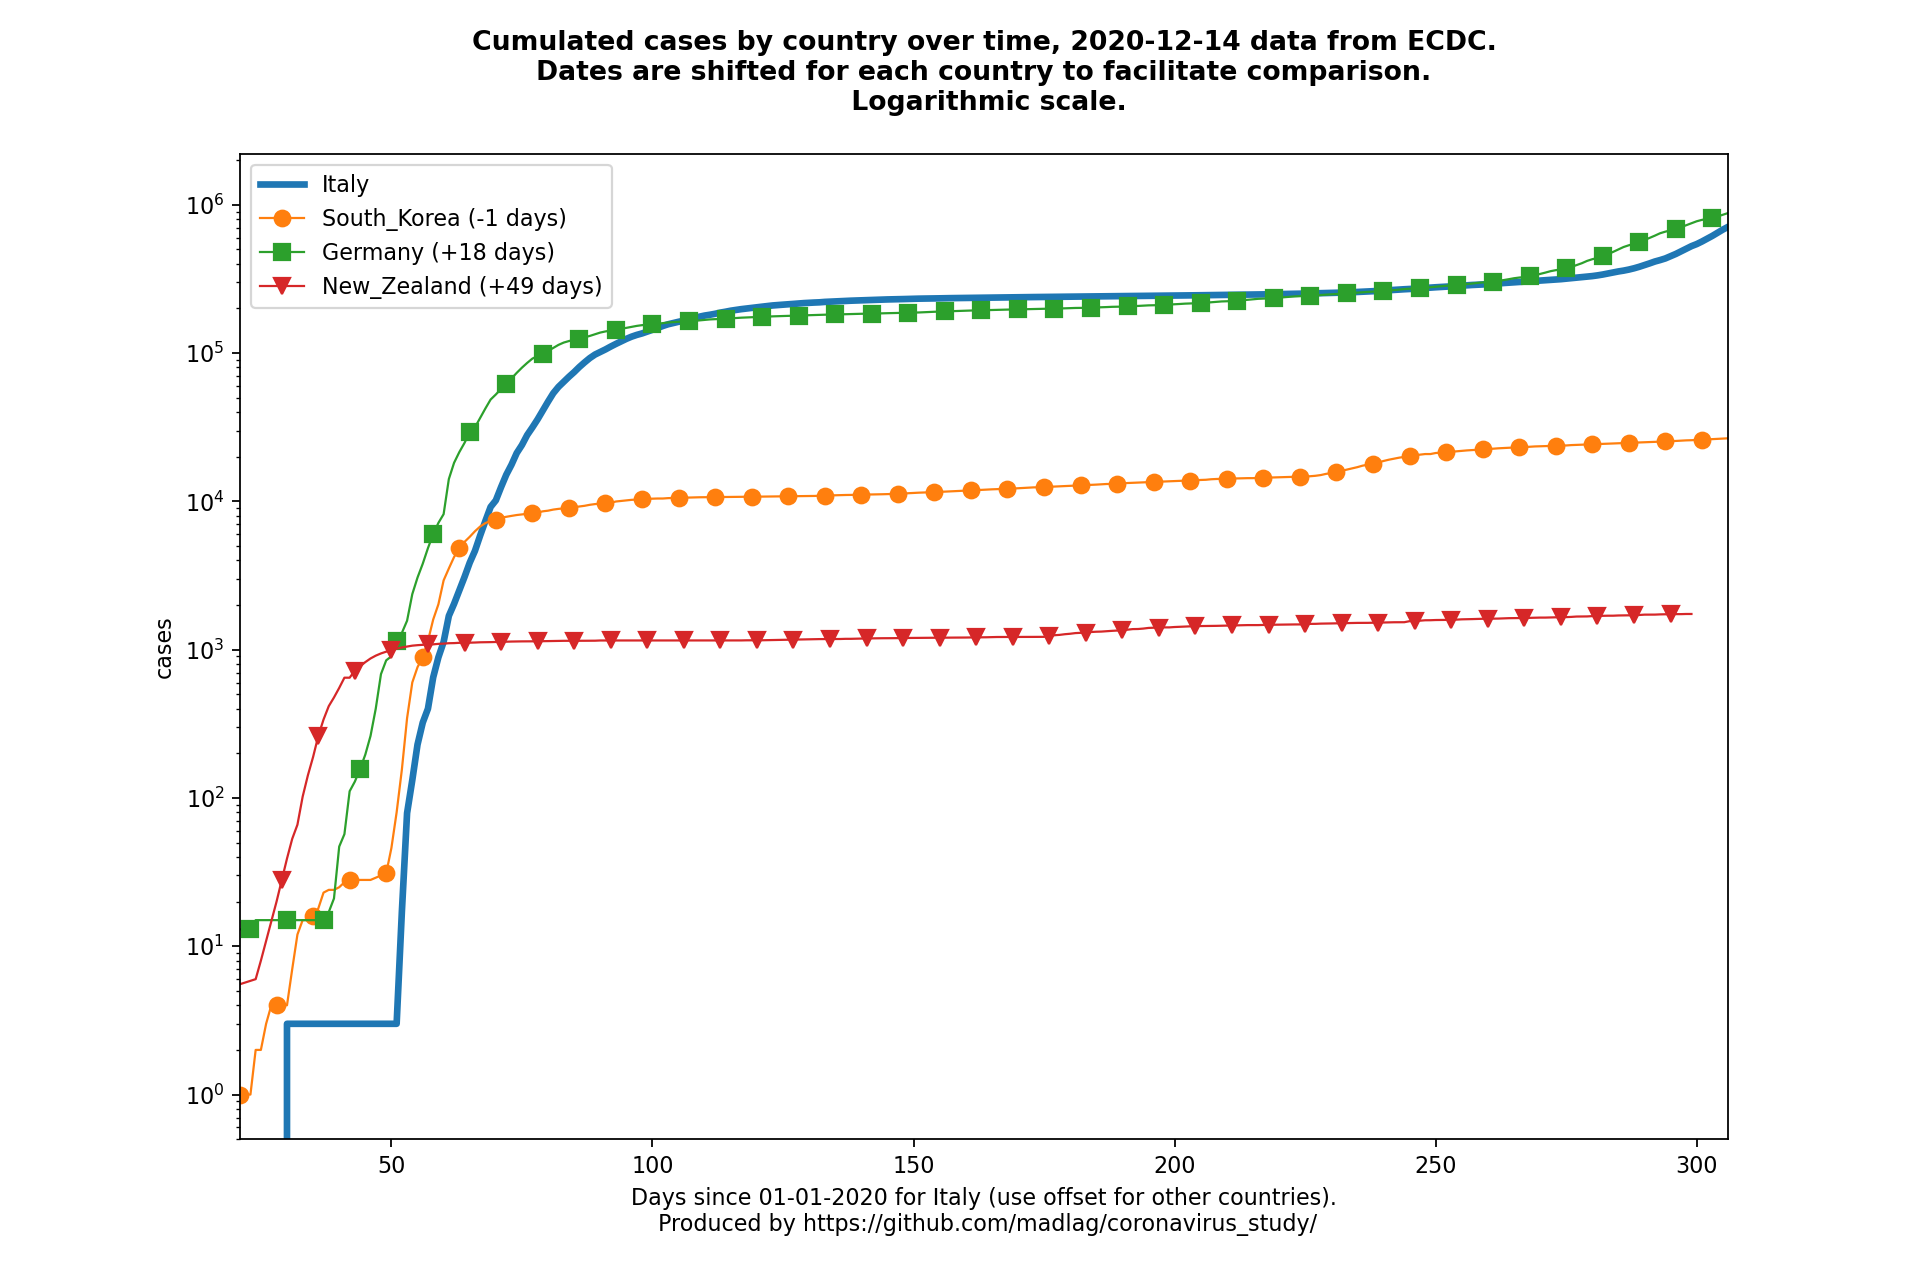 Cumulated cases by country over time, 2020-12-14 data from ECDC.
Dates are shifted for each country to facilitate comparison.
Logarithmic scale.
Italy
South_Korea (-1 days)
Germany (+18 days)
New_Zealand (+49 days)
10^6
10^5
10^4
10^3
10^2
10^1
10^0
cases
50 100 150 200 250 300
Days since 01-01-2020 for Italy (use offset for other countries).
Produced by https://github.com/madlag/coronavirus_study/